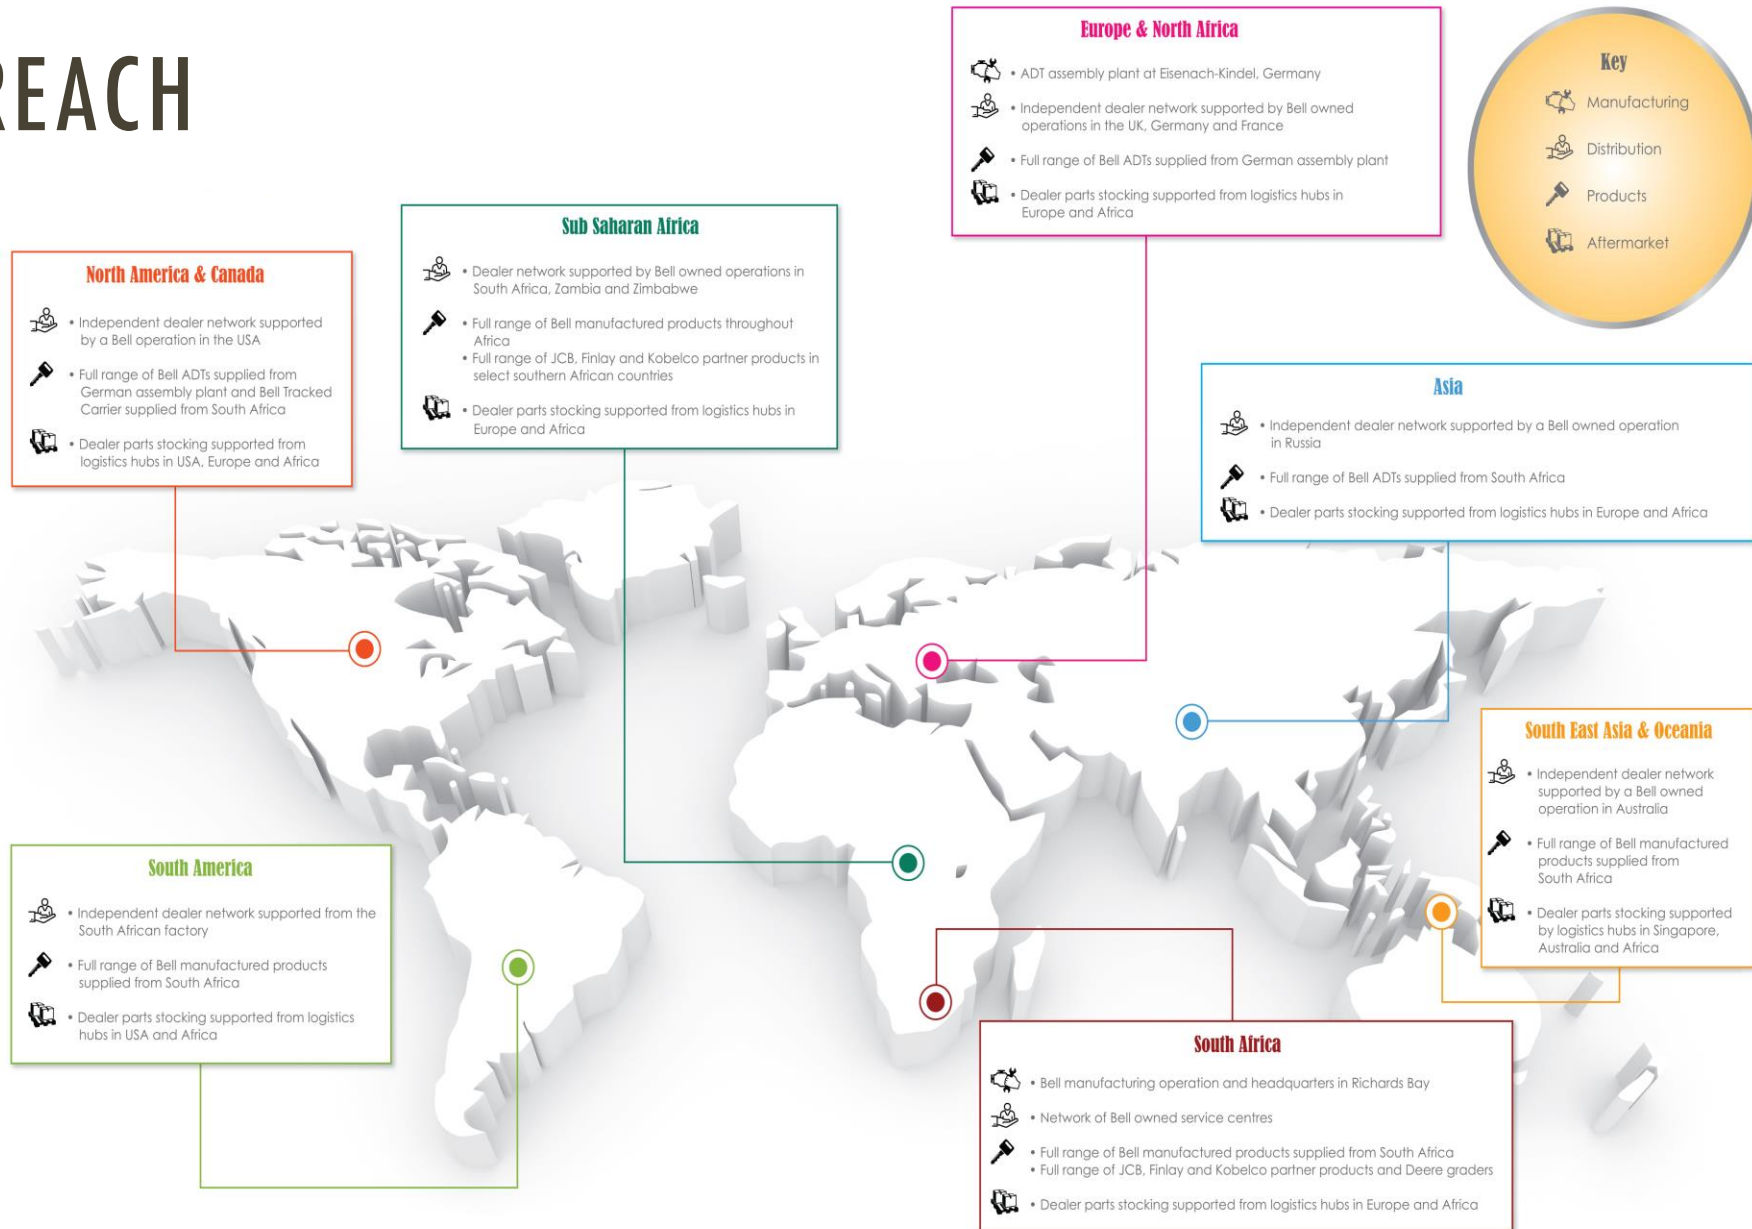 REACH
Europe & North Africa
• ADT assembly plant at Eisenach-Kindel, Germany
• Independent dealer network supported by Bell owned
operations in the UK, Germany and France
• Full range of Bell ADTs supplied from German assembly plant
• Dealer parts stocking supported from logistics hubs in
Europe and Africa
Key
Manufacturing
Distribution
Products
Aftermarket
Sub Saharan Africa
• Dealer network supported by Bell owned operations in
South Africa, Zambia and Zimbabwe
• Full range of Bell manufactured products throughout
Africa
• Full range of JCB, Finlay and Kobelco partner products in
select southern African countries
• Dealer parts stocking supported from logistics hubs in
Europe and Africa
North America & Canada
• Independent dealer network supported
by a Bell operation in the USA
• Full range of Bell ADTs supplied from
German assembly plant and Bell Tracked
Carrier supplied from South Africa
• Dealer parts stocking supported from
logistics hubs in USA, Europe and Africa
Asia
• Independent dealer network supported by a Bell owned operation
in Russia
• Full range of Bell ADTs supplied from South Africa
• Dealer parts stocking supported from logistics hubs in Europe and Africa
South East Asia & Oceania
• Independent dealer network
supported by a Bell owned
operation in Australia
• Full range of Bell manufactured
products supplied from
South Africa
• Dealer parts stocking supported
by logistics hubs in Singapore,
Australia and Africa
South America
• Independent dealer network supported from the
South African factory
• Full range of Bell manufactured products
supplied from South Africa
• Dealer parts stocking supported from logistics
hubs in USA and Africa
South Africa
• Bell manufacturing operation and headquarters in Richards Bay
• Network of Bell owned service centres
• Full range of Bell manufactured products supplied from South Africa
• Full range of JCB, Finlay and Kobelco partner products and Deere graders
• Dealer parts stocking supported from logistics hubs in Europe and Africa